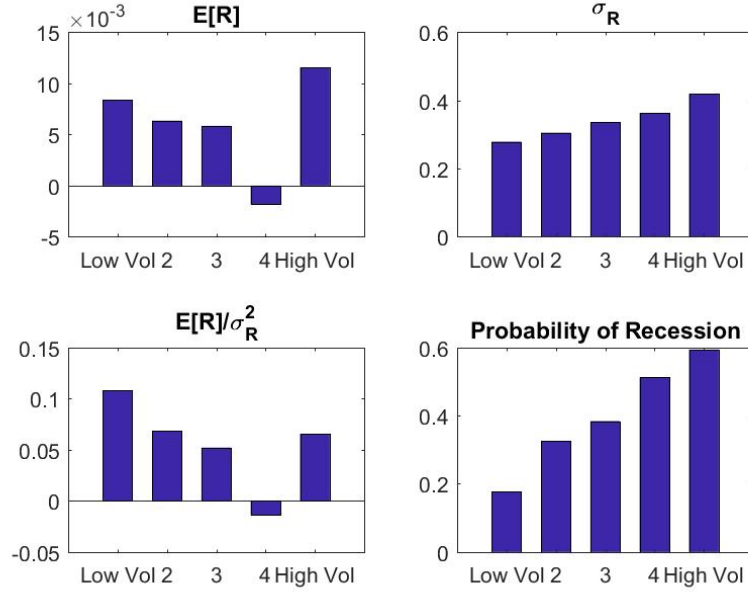 ×10⁻³
E[R]
15
10
5
0
-5
Low Vol 2 3 4 High Vol
σ_R
0.6
0.4
0.2
0
Low Vol 2 3 4 High Vol
E[R]/σ²_R
0.15
0.1
0.05
0
-0.05
Low Vol 2 3 4 High Vol
Probability of Recession
0.6
0.4
0.2
0
Low Vol 2 3 4 High Vol